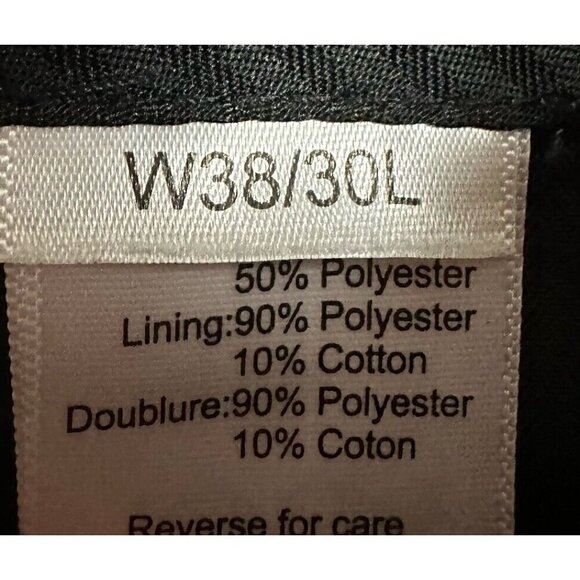 W38/30L
50% Polyester
Lining:90% Polyester
10% Cotton
Doublure:90% Polyester
10% Coton
Reverse for care